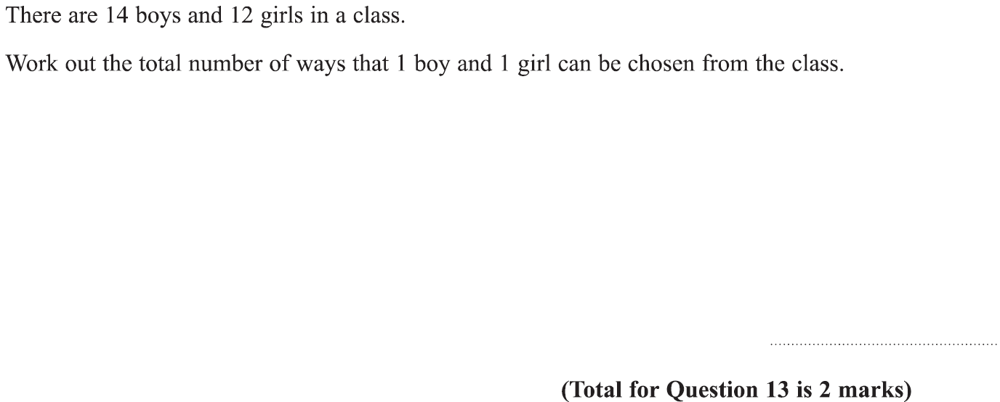 There are 14 boys and 12 girls in a class.
Work out the total number of ways that 1 boy and 1 girl can be chosen from the class.
(Total for Question 13 is 2 marks)